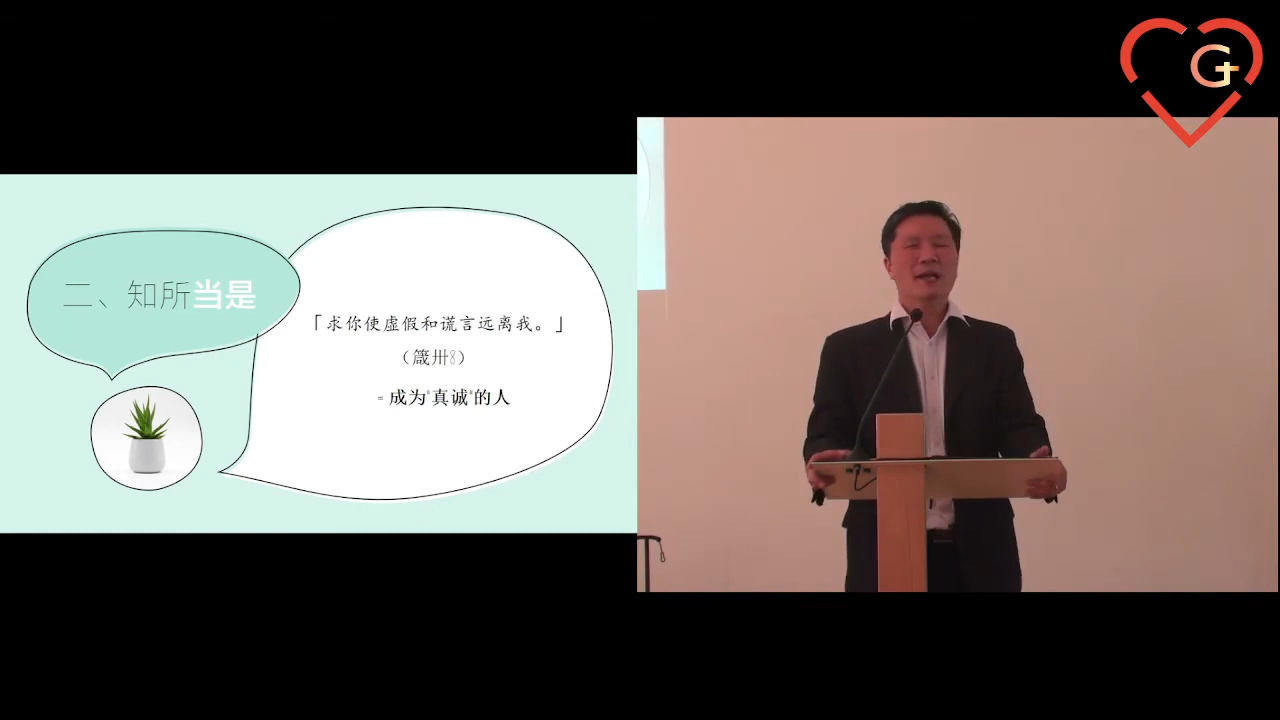 二、知所当是
「求你使虚假和谎言远离我。」
（箴卅8）
= 成为"真诚"的人
G